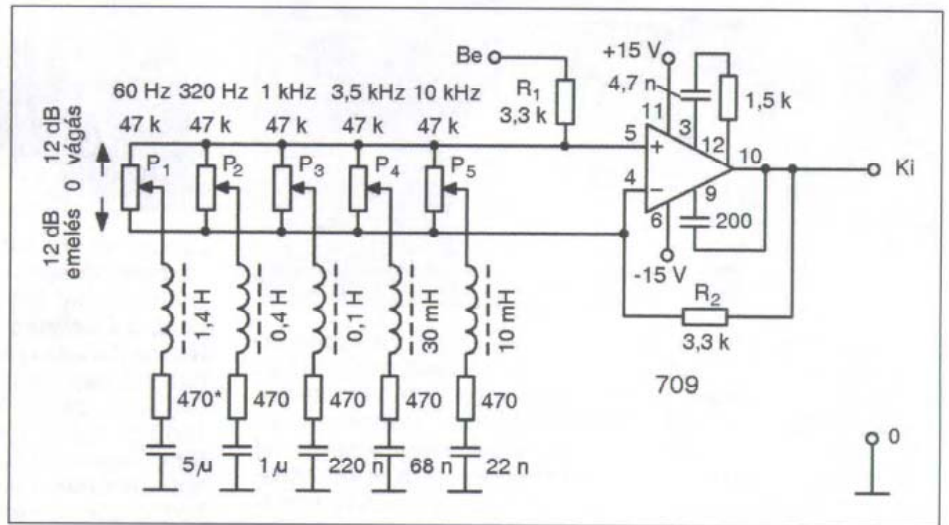 Be
+15 V
4,7 n
1,5 k
R1
3,3 k
60 Hz 320 Hz 1 kHz 3,5 kHz 10 kHz
47 k 47 k 47 k 47 k 47 k
12 dB vágás
0
12 dB emelés
P1 P2 P3 P4 P5
11
3
12
5
+
4
−
10
9
6
200
-15 V
Ki
R2
3,3 k
709
1,4 H
0,4 H
0,1 H
30 mH
10 mH
470* 470 470 470 470
5 µ 1 µ 220 n 68 n 22 n
0